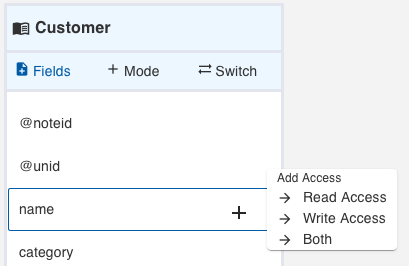 Customer
Fields
Mode
Switch
@noteid
@unid
name
category
Add Access
Read Access
Write Access
Both